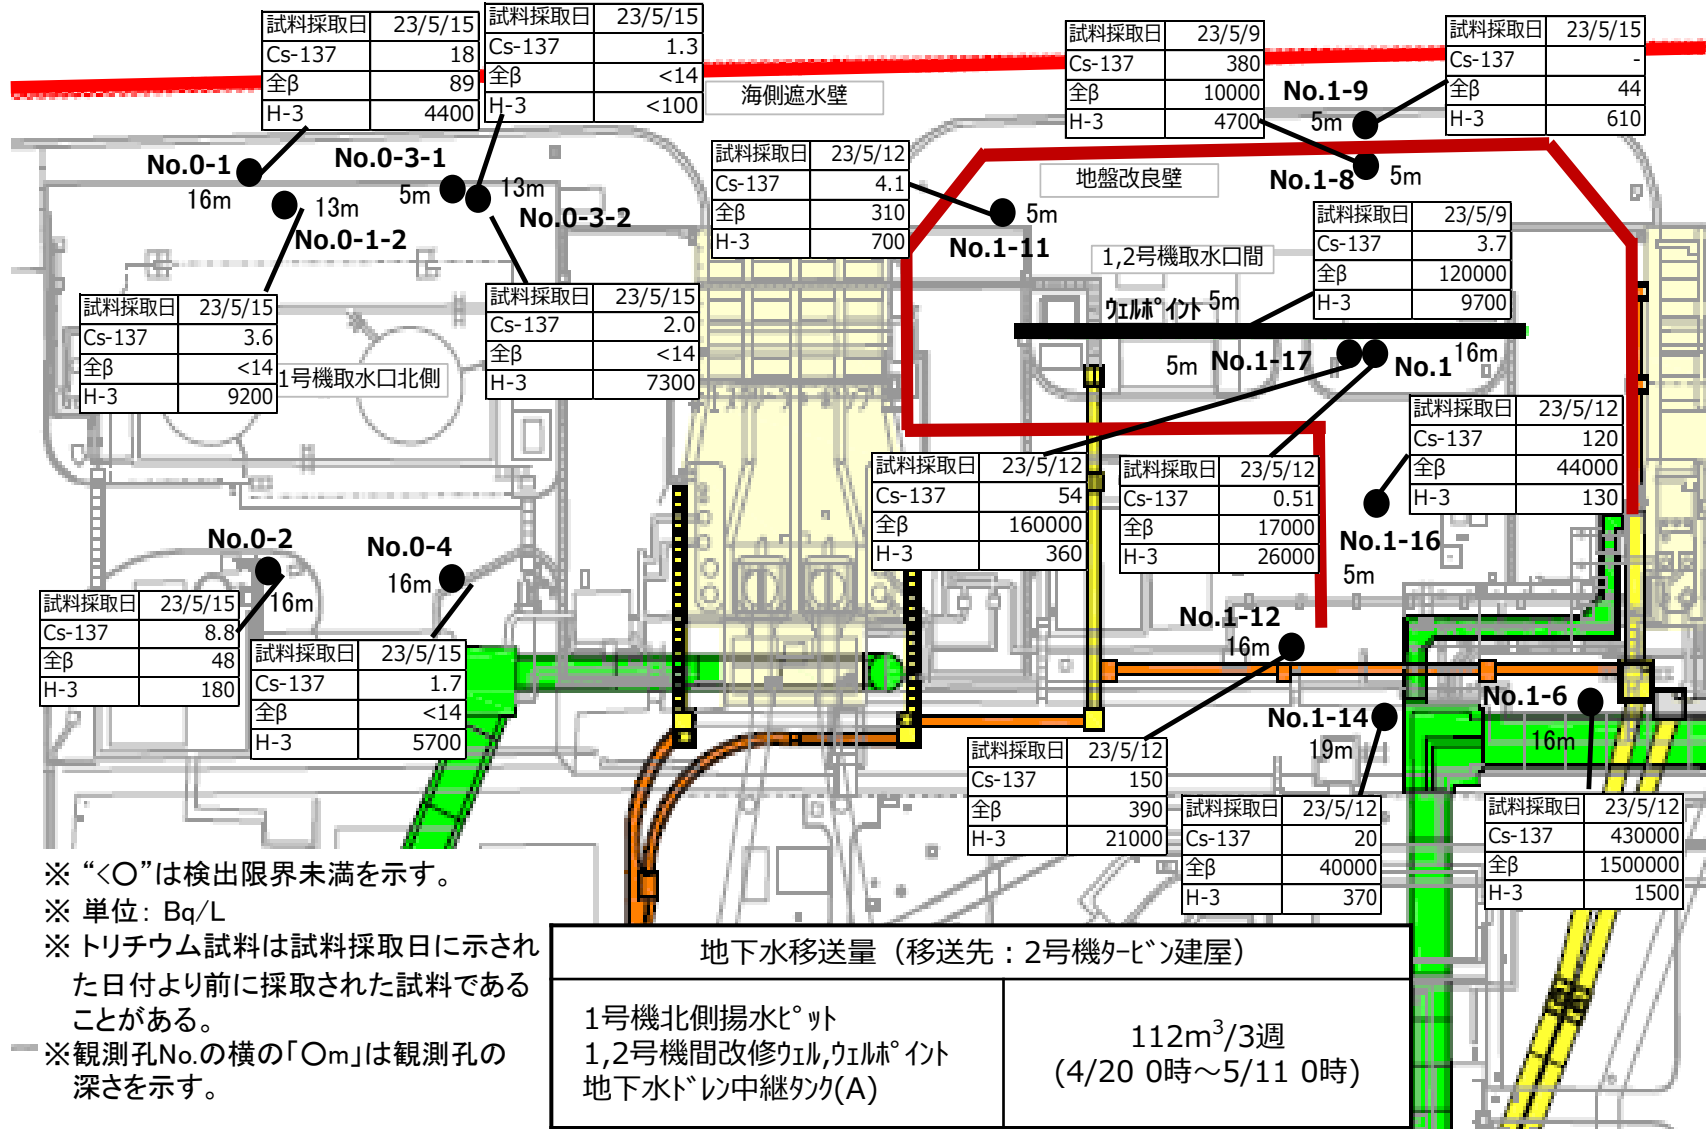 試料採取日 23/5/15
Cs-137 18
全β 89
H-3 4400
試料採取日 23/5/15
Cs-137 1.3
全β <14
H-3 <100
海側遮水壁
試料採取日 23/5/9
Cs-137 380
全β 10000
H-3 4700
試料採取日 23/5/15
Cs-137 -
全β 44
H-3 610
No.1-9
5m
No.0-1
16m
No.0-3-1
5m
13m
No.0-3-2
13m
No.0-1-2
試料採取日 23/5/12
Cs-137 4.1
全β 310
H-3 700
5m
No.1-11
地盤改良壁
No.1-8
5m
1,2号機取水口間
試料採取日 23/5/9
Cs-137 3.7
全β 120000
H-3 9700
ウェルポイント 5m
試料採取日 23/5/15
Cs-137 3.6
全β <14
H-3 9200
1号機取水口北側
試料採取日 23/5/15
Cs-137 2.0
全β <14
H-3 7300
5m No.1-17
No.1 16m
試料採取日 23/5/12
Cs-137 120
全β 44000
H-3 130
試料採取日 23/5/12
Cs-137 54
全β 160000
H-3 360
試料採取日 23/5/12
Cs-137 0.51
全β 17000
H-3 26000
No.1-16
5m
No.0-2
16m
No.0-4
16m
試料採取日 23/5/15
Cs-137 8.8
全β 48
H-3 180
試料採取日 23/5/15
Cs-137 1.7
全β <14
H-3 5700
No.1-12
16m
No.1-14
19m
No.1-6
16m
試料採取日 23/5/12
Cs-137 150
全β 390
H-3 21000
試料採取日 23/5/12
Cs-137 20
全β 40000
H-3 370
試料採取日 23/5/12
Cs-137 430000
全β 1500000
H-3 1500
※ “<○”は検出限界未満を示す。
※ 単位: Bq/L
※ トリチウム試料は試料採取日に示され
た日付より前に採取された試料である
ことがある。
※観測孔No.の横の「○m」は観測孔の
深さを示す。
地下水移送量（移送先：2号機タービン建屋）
1号機北側揚水ピット
1,2号機間改修ウェル,ウェルポイント
地下水ドレン中継タンク(A)
112m³/3週
(4/20 0時～5/11 0時)